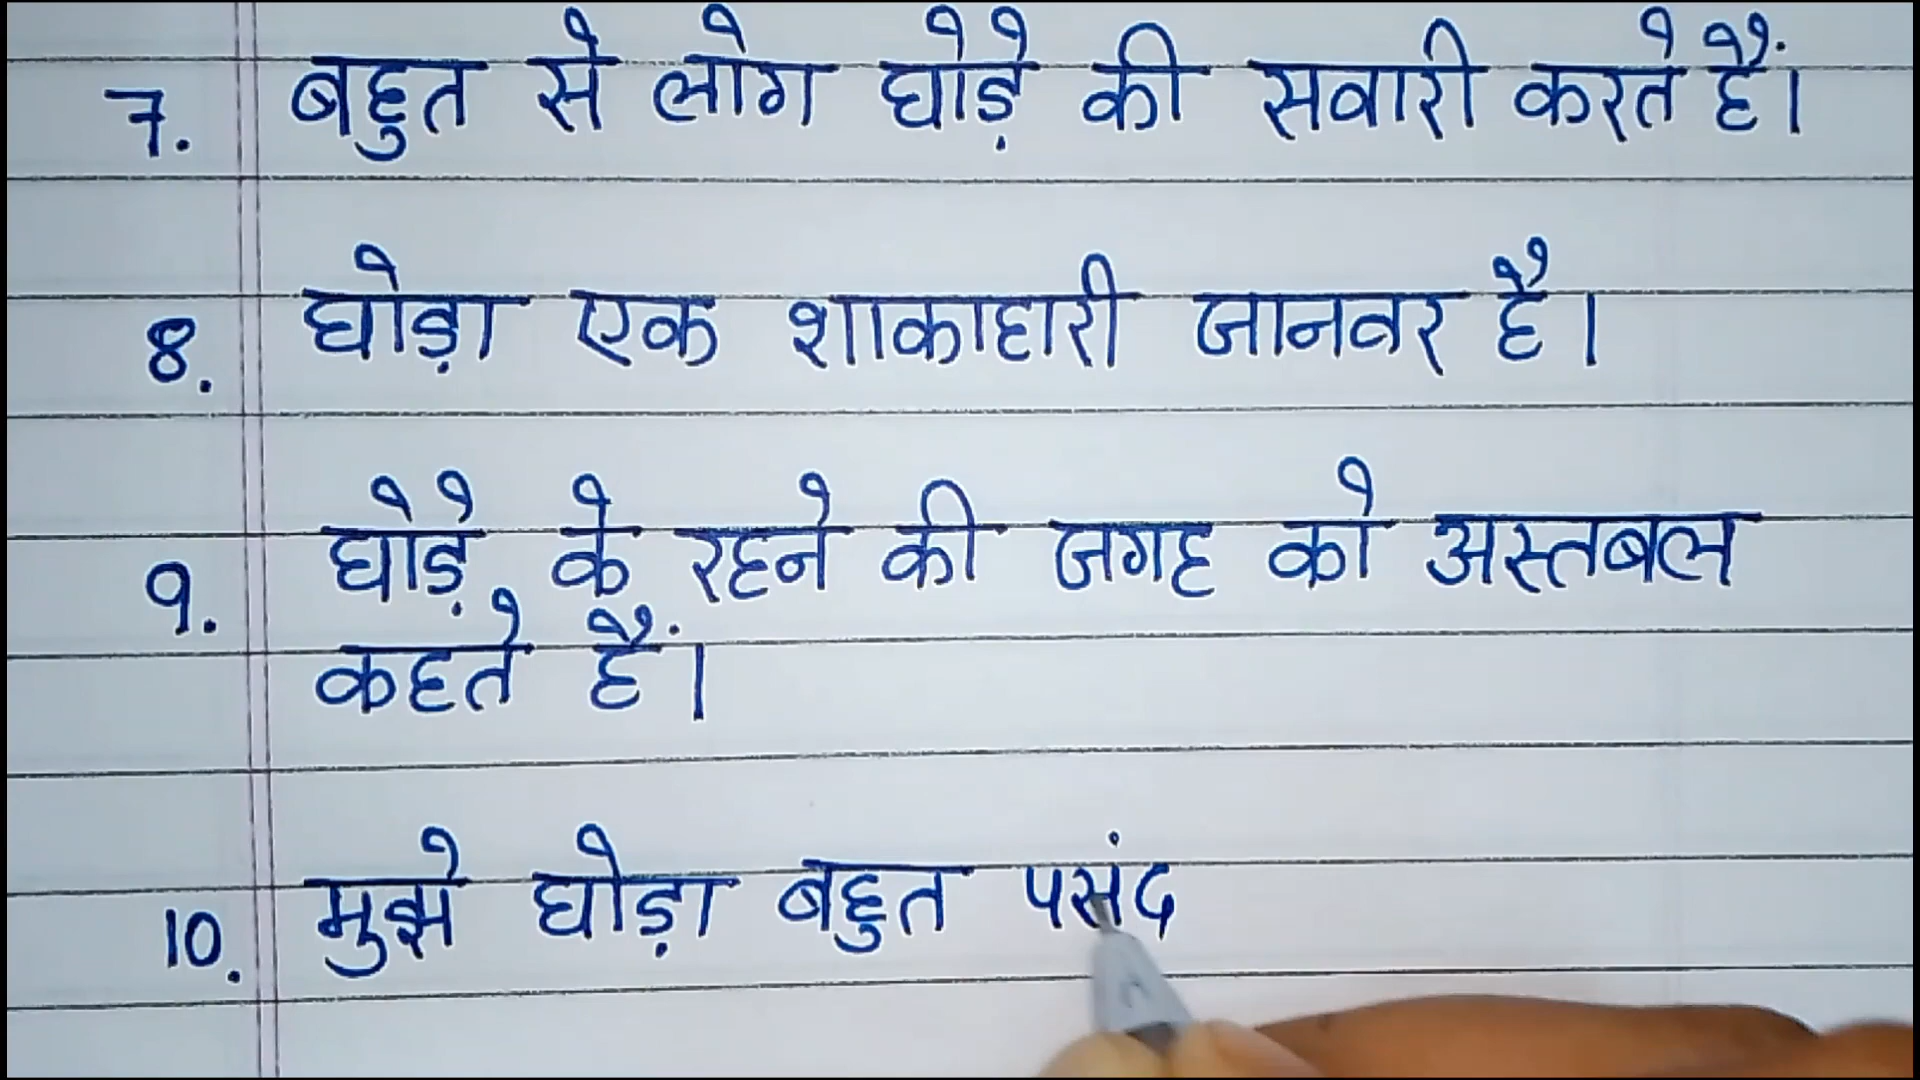 7. बहुत से लोग घोड़े की सवारी करते हैं।
8. घोड़ा एक शाकाहारी जानवर है।
9. घोड़े के रहने की जगह को अस्तबल
कहते हैं।
10. मुझे घोड़ा बहुत पसंद